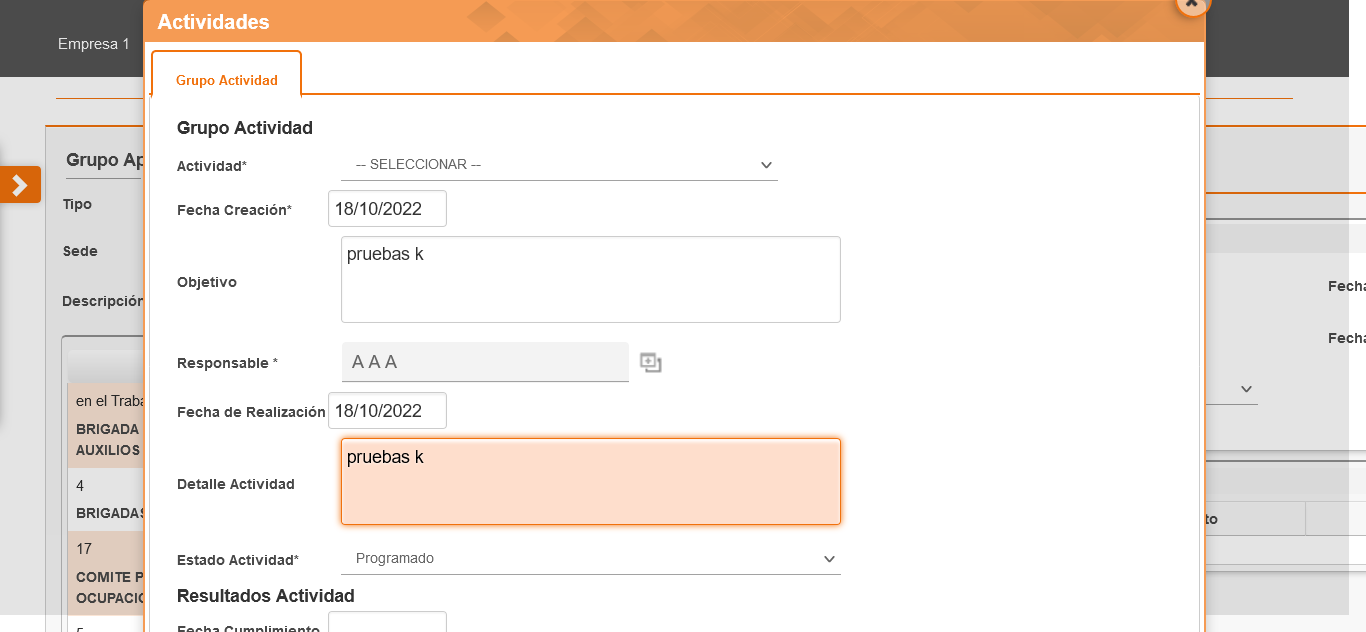 Actividades
Empresa 1
Grupo Actividad
Grupo Actividad
Grupo Ap
Actividad*
-- SELECCIONAR --
Tipo
Fecha Creación*
18/10/2022
Sede
pruebas k
Objetivo
Fecha
Descripción
Fecha
Responsable *
A A A
en el Traba
Fecha de Realización
18/10/2022
BRIGADA
AUXILIOS
pruebas k
4
Detalle Actividad
BRIGADAS
to
17
Estado Actividad*
Programado
COMITE P
OCUPACIO
Resultados Actividad
Fecha Cumplimiento